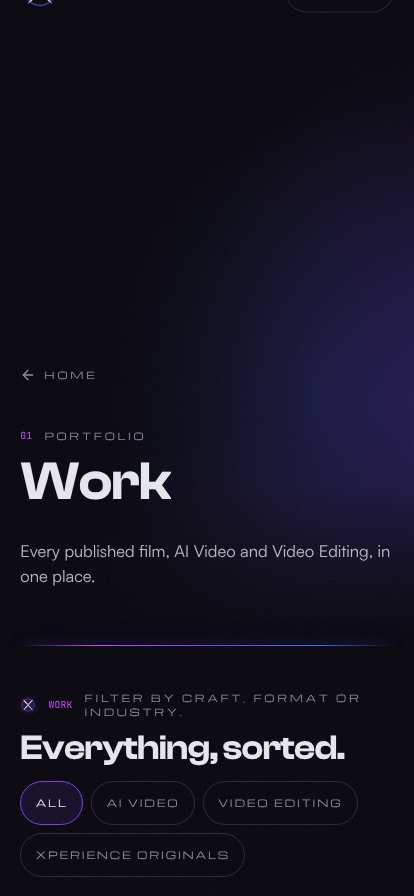 HOME
01 PORTFOLIO
Work
Every published film, AI Video and Video Editing, in
one place.
WORK FILTER BY CRAFT, FORMAT OR
INDUSTRY.
Everything, sorted.
ALL AI VIDEO VIDEO EDITING
XPERIENCE ORIGINALS